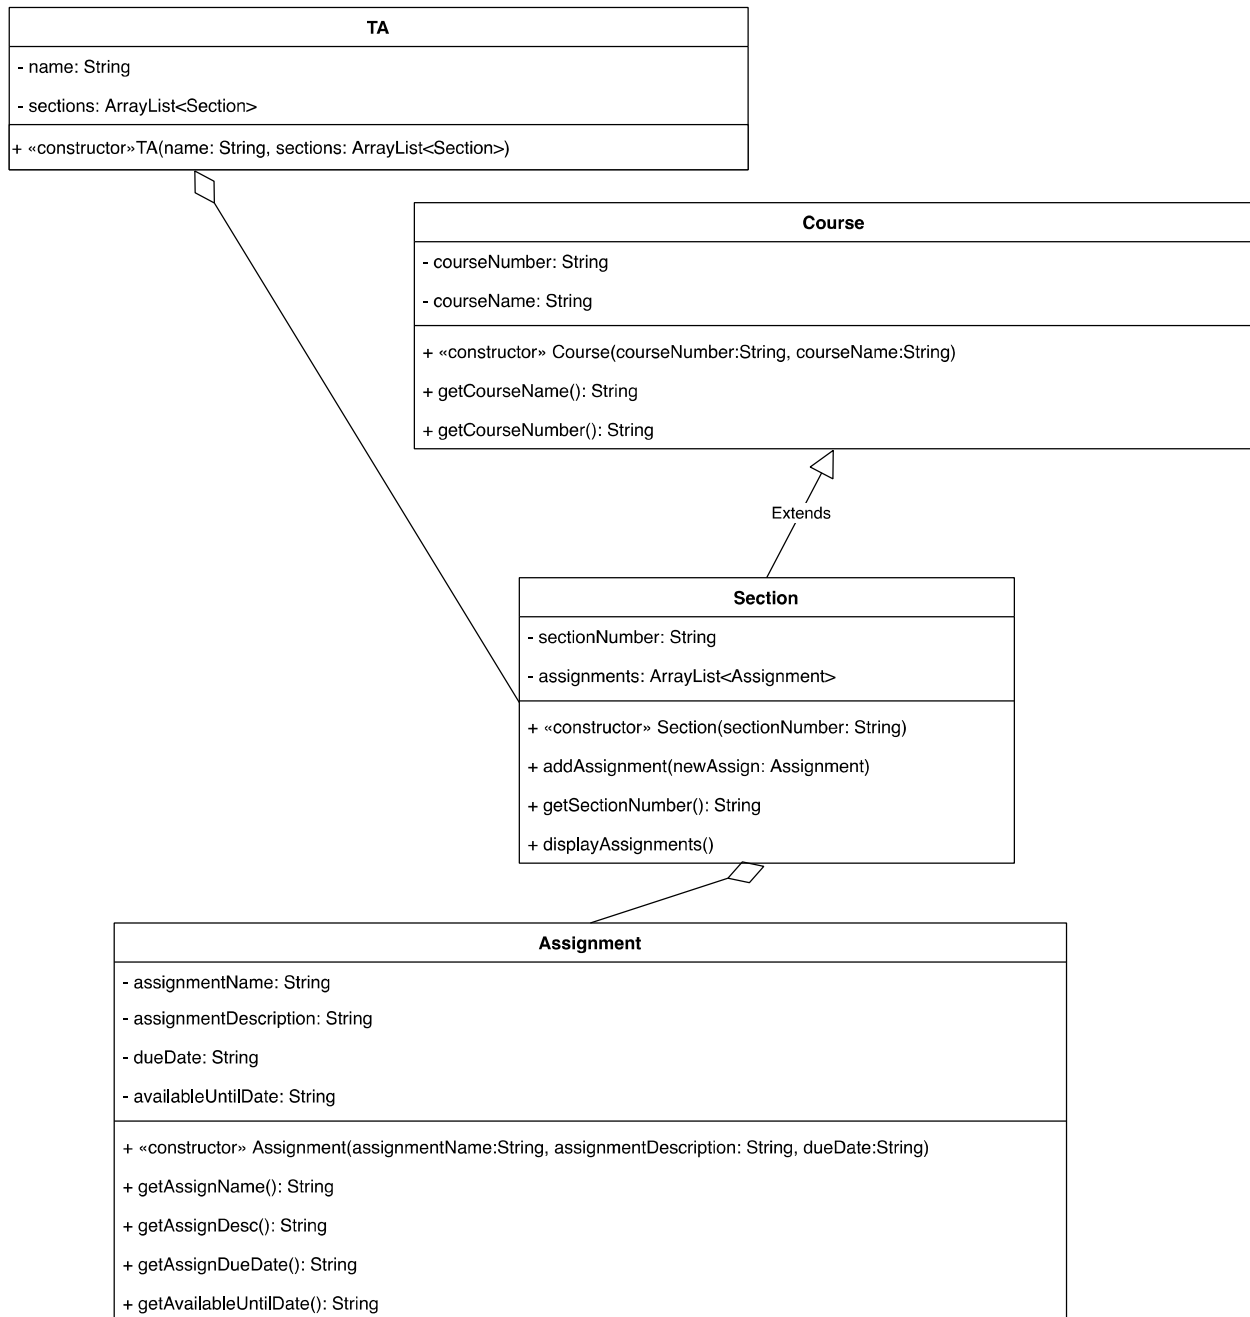 TA
- name: String
- sections: ArrayList<Section>
+ «constructor»TA(name: String, sections: ArrayList<Section>)
Course
- courseNumber: String
- courseName: String
+ «constructor» Course(courseNumber:String, courseName:String)
+ getCourseName(): String
+ getCourseNumber(): String
Extends
Section
- sectionNumber: String
- assignments: ArrayList<Assignment>
+ «constructor» Section(sectionNumber: String)
+ addAssignment(newAssign: Assignment)
+ getSectionNumber(): String
+ displayAssignments()
Assignment
- assignmentName: String
- assignmentDescription: String
- dueDate: String
- availableUntilDate: String
+ «constructor» Assignment(assignmentName:String, assignmentDescription: String, dueDate:String)
+ getAssignName(): String
+ getAssignDesc(): String
+ getAssignDueDate(): String
+ getAvailableUntilDate(): String